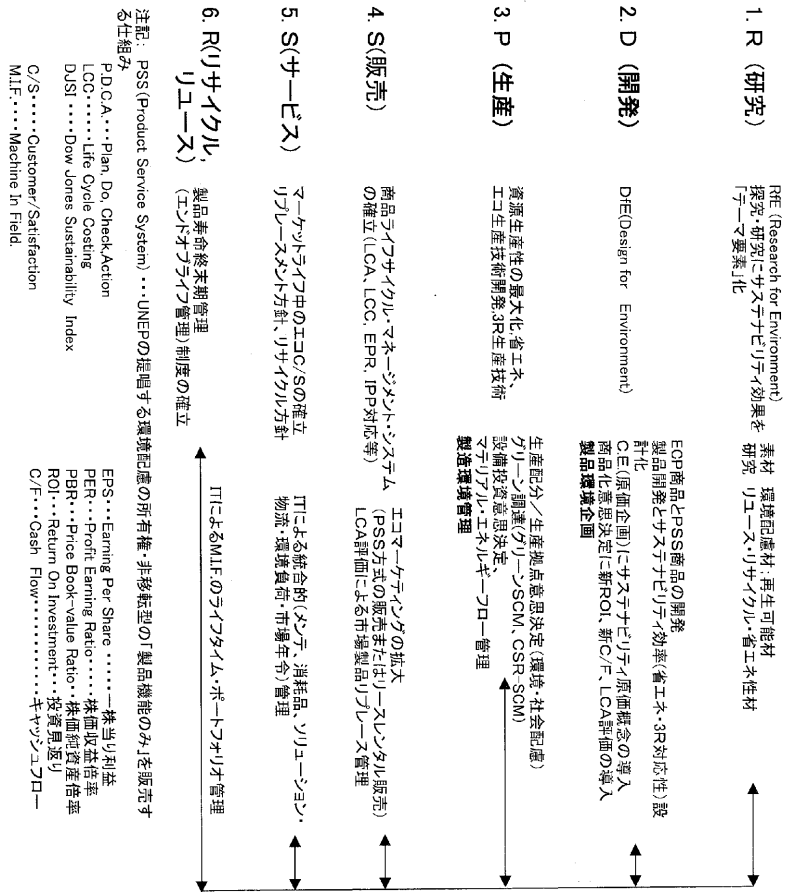 1. R (研究)
RfE (Research for Environment)
探究・研究にサステナビリティ効果を
「テーマ要素」化
素材 環境配慮材：再生可能材
研究 リユース・リサイクル・省エネ性材
2. D (開発)
DfE(Design for Environment)
ECP商品とPSS商品の開発
製品開発とサステナビリティ効率(省エネ・3R対応性)設
計化
C.E.(原価企画)にサステナビリティ原価概念の導入
商品化意思決定に新ROI、新C/F、LCA評価の導入
製品環境企画
3. P (生産)
資源生産性の最大化,省エネ、
エコ生産技術開発,3R生産技術
生産配分／生産拠点意思決定(環境・社会配慮)
グリーン調達(グリーンSCM、CSR-SCM)
設備投資意思決定、
マテリアル・エネルギーフロー管理
製造環境管理
4. S(販売)
商品ライフサイクル・マネージメント・システム
の確立(LCA, LCC, EPR, IPP対応等)
エコマーケティングの拡大
(PSS方式の販売またはリースレンタル販売)
LCA評価による市場製品リプレース管理
5. S(サービス)
マーケットライフ中のエコC/Sの確立
リプレースメント方針、リサイクル方針
ITによる統合的(メンテ、消耗品、ソリューション・
物流・環境負荷・市場年令)管理
6. R(リサイクル,
リユース)
製品寿命終末期管理
(エンドオブライフ管理)制度の確立
ITによるM.I.F.のライフタイム・ポートフォリオ管理
注記: PSS(Product Service System)・・・UNEPの提唱する環境配慮の所有権・非移転型の「製品機能のみ」を販売す
る仕組み
P.D.C.A.・・・Plan, Do, Check,Action
LCC・・・・・・Life Cycle Costing
DJSI・・・・Dow Jones Sustainability Index
C/S・・・・・Customer/Satisfaction
M.I.F.・・・・Machine In Field.
EPS・・・Earning Per Share ・・・・・一株当り利益
PER・・・Profit Earning Ratio・・・・・株価収益倍率
PBR・・・Price Book-value Ratio・・株価純資産倍率
ROI・・・Return On Investment・・・投資見返り
C/F・・・Cash Flow・・・・・・・・・・・キャッシュフロー